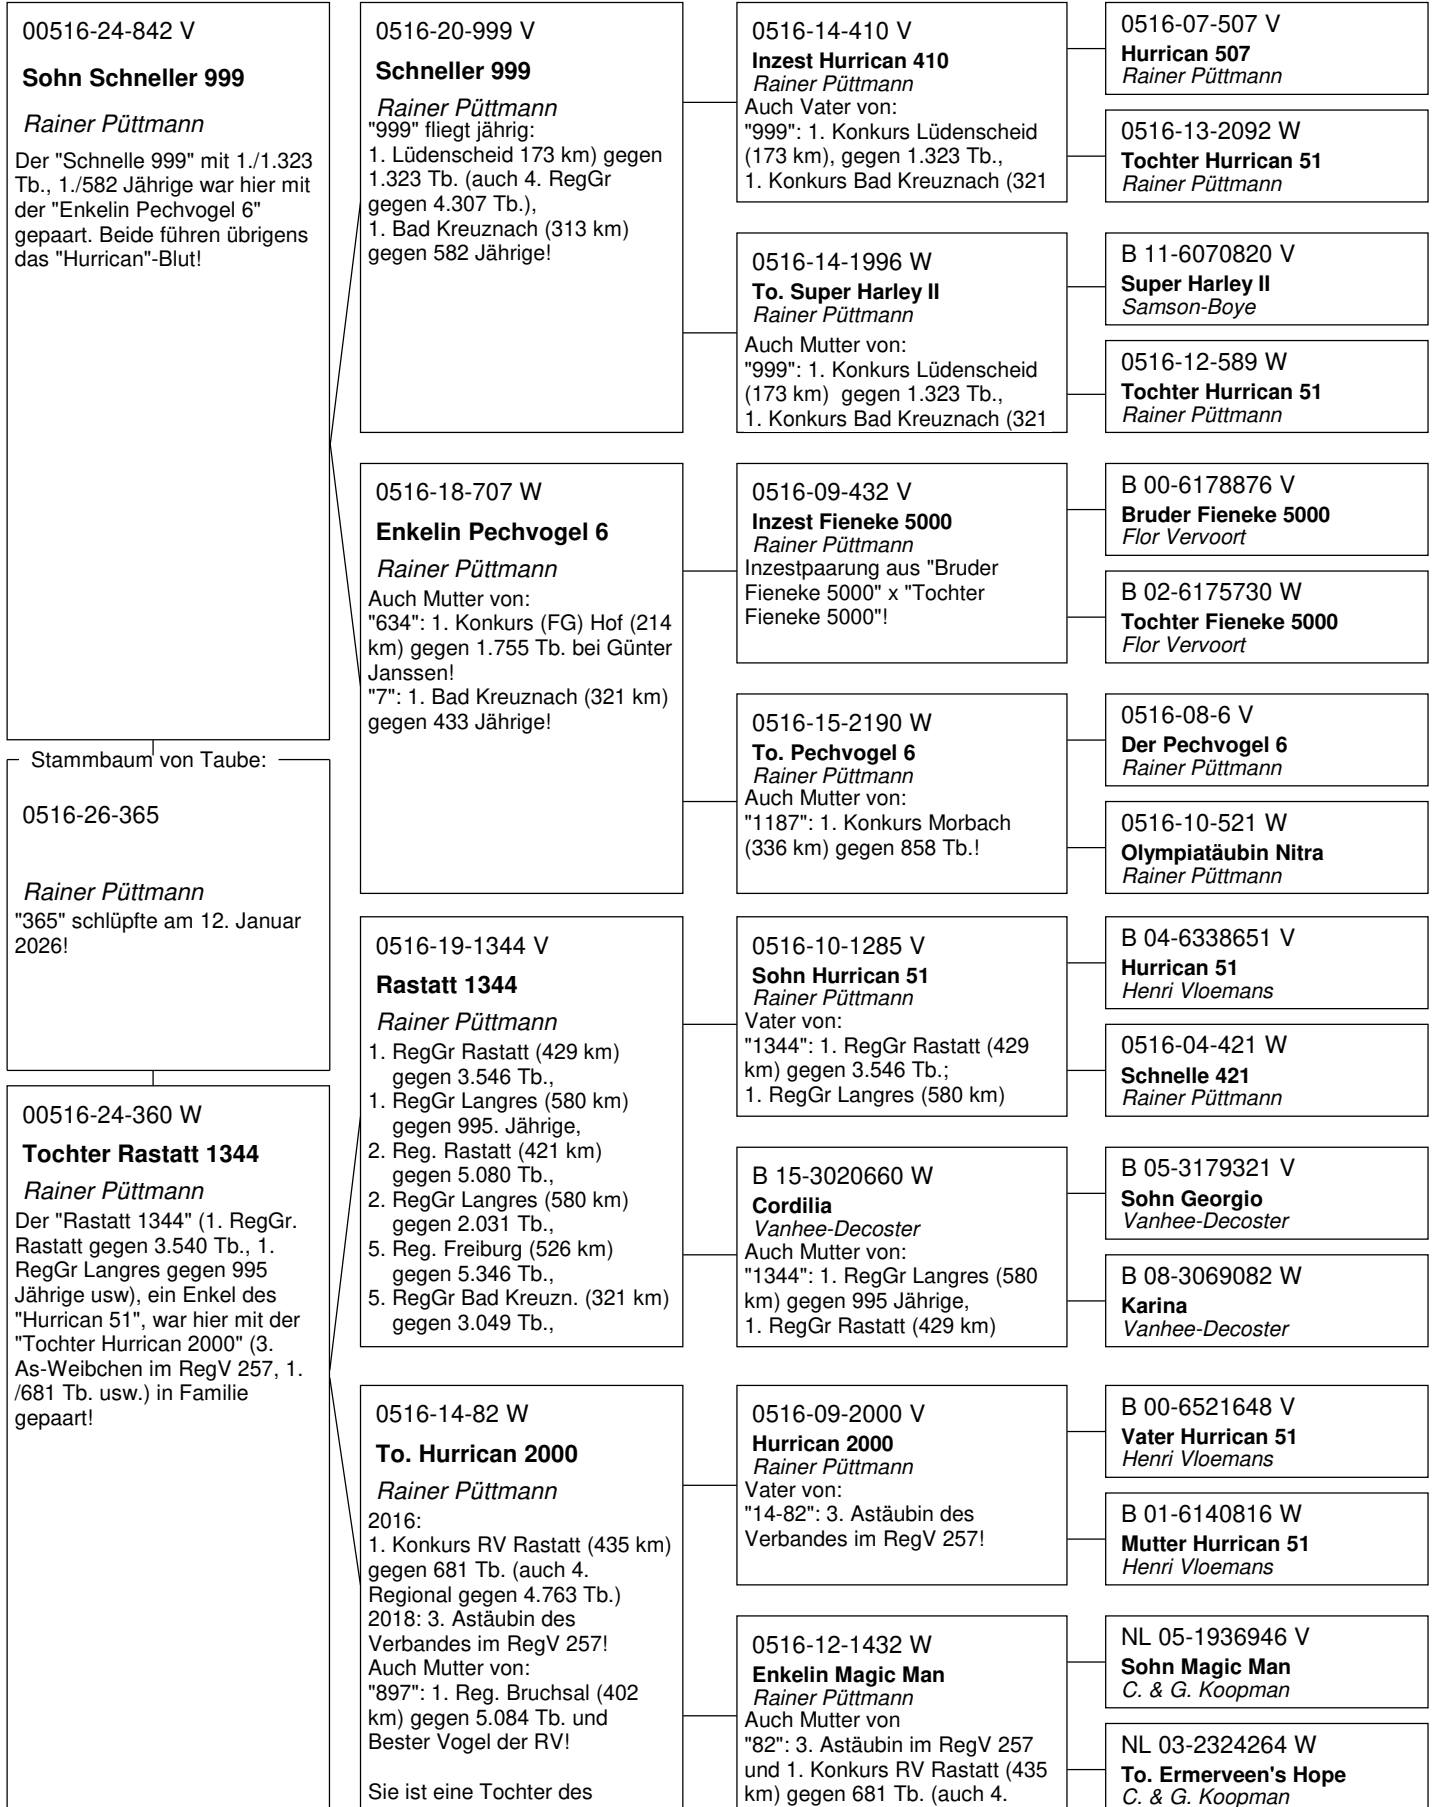 00516-24-842 V
Sohn Schneller 999
Rainer Püttmann
Der "Schnelle 999" mit 1./1.323
Tb., 1./582 Jährige war hier mit
der "Enkelin Pechvogel 6"
gepaart. Beide führen übrigens
das "Hurrican"-Blut!
Stammbaum von Taube:
0516-26-365
Rainer Püttmann
"365" schlüpfte am 12. Januar
2026!
00516-24-360 W
Tochter Rastatt 1344
Rainer Püttmann
Der "Rastatt 1344" (1. RegGr.
Rastatt gegen 3.540 Tb., 1.
RegGr Langres gegen 995
Jährige usw), ein Enkel des
"Hurrican 51", war hier mit der
"Tochter Hurrican 2000" (3.
As-Weibchen im RegV 257, 1.
/681 Tb. usw.) in Familie
gepaart!
0516-20-999 V
Schneller 999
Rainer Püttmann
"999" fliegt jährig:
1. Lüdenscheid 173 km) gegen
1.323 Tb. (auch 4. RegGr
gegen 4.307 Tb.),
1. Bad Kreuznach (313 km)
gegen 582 Jährige!
0516-18-707 W
Enkelin Pechvogel 6
Rainer Püttmann
Auch Mutter von:
"634": 1. Konkurs (FG) Hof (214
km) gegen 1.755 Tb. bei Günter
Janssen!
"7": 1. Bad Kreuznach (321 km)
gegen 433 Jährige!
0516-19-1344 V
Rastatt 1344
Rainer Püttmann
1. RegGr Rastatt (429 km)
gegen 3.546 Tb.,
1. RegGr Langres (580 km)
gegen 995. Jährige,
2. Reg. Rastatt (421 km)
gegen 5.080 Tb.,
2. RegGr Langres (580 km)
gegen 2.031 Tb.,
5. Reg. Freiburg (526 km)
gegen 5.346 Tb.,
5. RegGr Bad Kreuzn. (321 km)
gegen 3.049 Tb.,
0516-14-82 W
To. Hurrican 2000
Rainer Püttmann
2016:
1. Konkurs RV Rastatt (435 km)
gegen 681 Tb. (auch 4.
Regional gegen 4.763 Tb.)
2018: 3. Astäubin des
Verbandes im RegV 257!
Auch Mutter von:
"897": 1. Reg. Bruchsal (402
km) gegen 5.084 Tb. und
Bester Vogel der RV!
Sie ist eine Tochter des
0516-14-410 V
Inzest Hurrican 410
Rainer Püttmann
Auch Vater von:
"999": 1. Konkurs Lüdenscheid
(173 km), gegen 1.323 Tb.,
1. Konkurs Bad Kreuznach (321
0516-14-1996 W
To. Super Harley II
Rainer Püttmann
Auch Mutter von:
"999": 1. Konkurs Lüdenscheid
(173 km)  gegen 1.323 Tb.,
1. Konkurs Bad Kreuznach (321
0516-09-432 V
Inzest Fieneke 5000
Rainer Püttmann
Inzestpaarung aus "Bruder
Fieneke 5000" x "Tochter
Fieneke 5000"!
0516-15-2190 W
To. Pechvogel 6
Rainer Püttmann
Auch Mutter von:
"1187": 1. Konkurs Morbach
(336 km) gegen 858 Tb.!
0516-10-1285 V
Sohn Hurrican 51
Rainer Püttmann
Vater von:
"1344": 1. RegGr Rastatt (429
km) gegen 3.546 Tb.;
1. RegGr Langres (580 km)
B 15-3020660 W
Cordilia
Vanhee-Decoster
Auch Mutter von:
"1344": 1. RegGr Langres (580
km) gegen 995 Jährige,
1. RegGr Rastatt (429 km)
0516-09-2000 V
Hurrican 2000
Rainer Püttmann
Vater von:
"14-82": 3. Astäubin des
Verbandes im RegV 257!
0516-12-1432 W
Enkelin Magic Man
Rainer Püttmann
Auch Mutter von
"82": 3. Astäubin im RegV 257
und 1. Konkurs RV Rastatt (435
km) gegen 681 Tb. (auch 4.
0516-07-507 V
Hurrican 507
Rainer Püttmann
0516-13-2092 W
Tochter Hurrican 51
Rainer Püttmann
B 11-6070820 V
Super Harley II
Samson-Boye
0516-12-589 W
Tochter Hurrican 51
Rainer Püttmann
B 00-6178876 V
Bruder Fieneke 5000
Flor Vervoort
B 02-6175730 W
Tochter Fieneke 5000
Flor Vervoort
0516-08-6 V
Der Pechvogel 6
Rainer Püttmann
0516-10-521 W
Olympiatäubin Nitra
Rainer Püttmann
B 04-6338651 V
Hurrican 51
Henri Vloemans
0516-04-421 W
Schnelle 421
Rainer Püttmann
B 05-3179321 V
Sohn Georgio
Vanhee-Decoster
B 08-3069082 W
Karina
Vanhee-Decoster
B 00-6521648 V
Vater Hurrican 51
Henri Vloemans
B 01-6140816 W
Mutter Hurrican 51
Henri Vloemans
NL 05-1936946 V
Sohn Magic Man
C. & G. Koopman
NL 03-2324264 W
To. Ermerveen's Hope
C. & G. Koopman